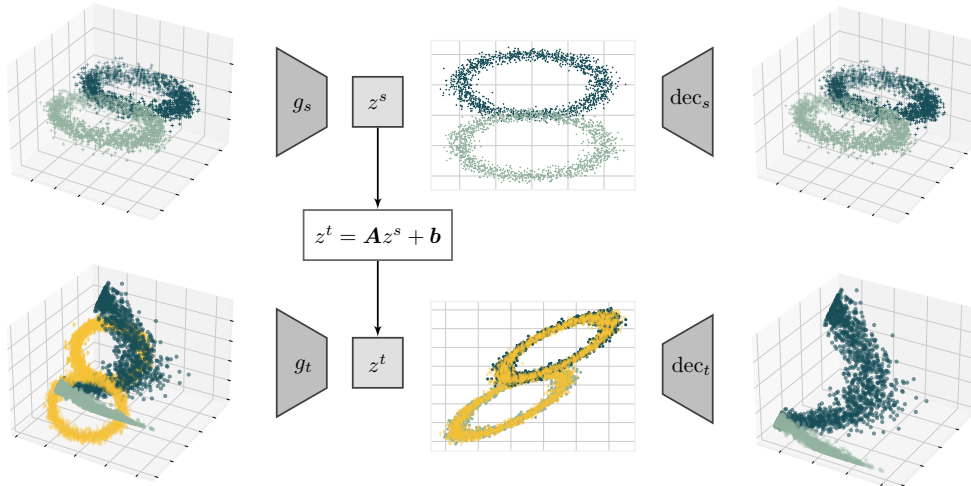 g_s
z^s
dec_s
z^t = Az^s + b
g_t
z^t
dec_t